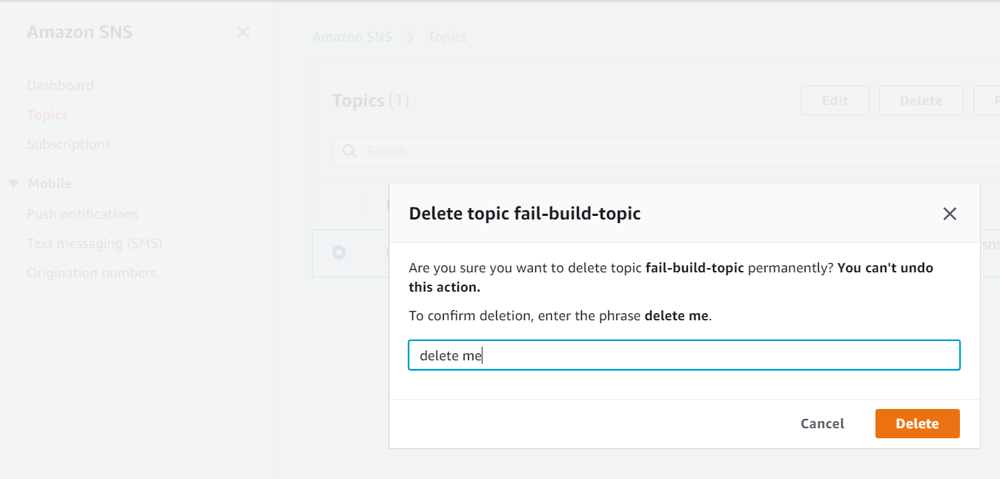 Amazon SNS
Dashboard
Topics
Subscriptions
Mobile
Push notifications
Text messaging (SMS)
Origination numbers
Amazon SNS Topics
Topics (1)
Edit
Delete
Search
Delete topic fail-build-topic
Are you sure you want to delete topic fail-build-topic permanently? You can't undo
this action.
To confirm deletion, enter the phrase delete me.
delete me
Cancel
Delete